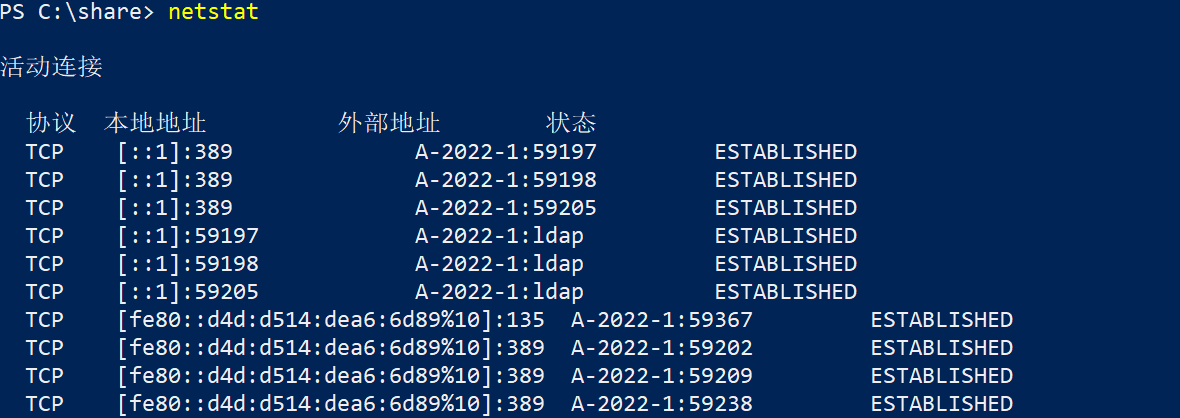 PS C:\share> netstat
活动连接
协议 本地地址 外部地址 状态
TCP [::1]:389 A-2022-1:59197 ESTABLISHED
TCP [::1]:389 A-2022-1:59198 ESTABLISHED
TCP [::1]:389 A-2022-1:59205 ESTABLISHED
TCP [::1]:59197 A-2022-1:ldap ESTABLISHED
TCP [::1]:59198 A-2022-1:ldap ESTABLISHED
TCP [::1]:59205 A-2022-1:ldap ESTABLISHED
TCP [fe80::d4d:d514:dea6:6d89%10]:135 A-2022-1:59367 ESTABLISHED
TCP [fe80::d4d:d514:dea6:6d89%10]:389 A-2022-1:59202 ESTABLISHED
TCP [fe80::d4d:d514:dea6:6d89%10]:389 A-2022-1:59209 ESTABLISHED
TCP [fe80::d4d:d514:dea6:6d89%10]:389 A-2022-1:59238 ESTABLISHED